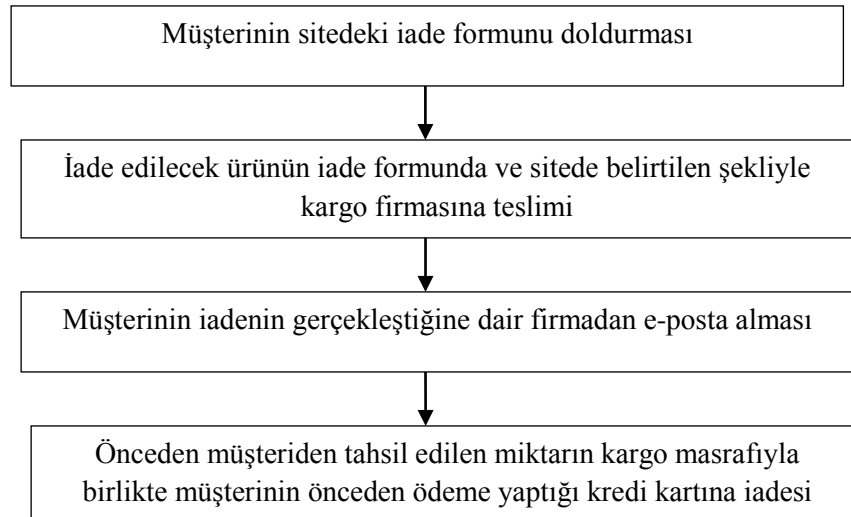 Müşterinin sitedeki iade formunu doldurması
İade edilecek ürünün iade formunda ve sitede belirtilen şekliyle
kargo firmasına teslimi
Müşterinin iadenin gerçekleştiğine dair firmadan e-posta alması
Önceden müşteriden tahsil edilen miktarın kargo masrafıyla
birlikte müşterinin önceden ödeme yaptığı kredi kartına iadesi